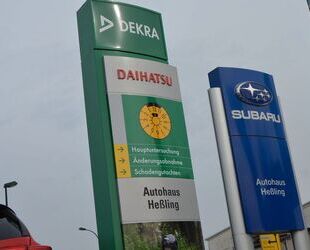 DEKRA
DAIHATSU
Hauptuntersuchung
Änderungsabnahme
Schadengutachten
Autohaus
Heßling
SUBARU
Autohaus
Heßling